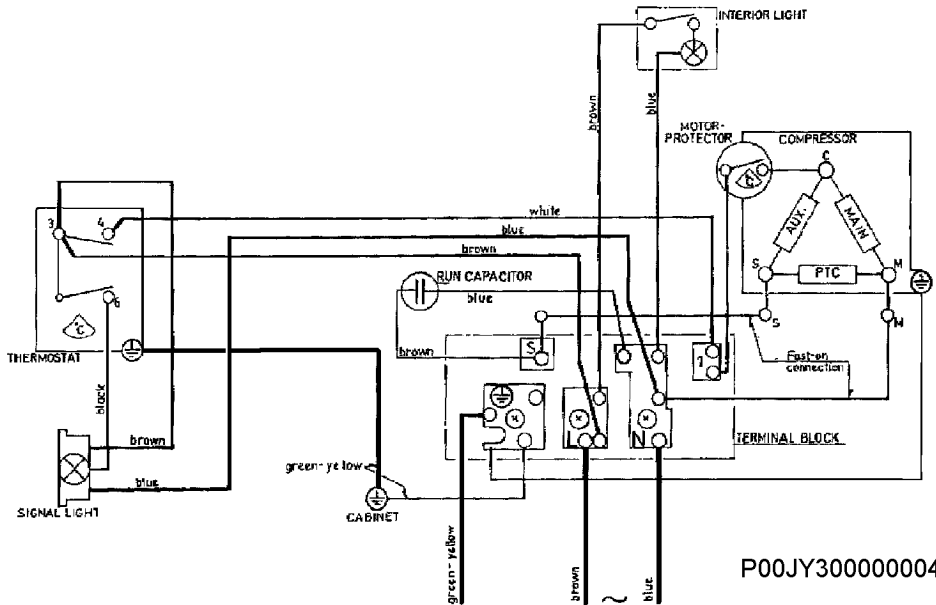 INTERIOR LIGHT
brown
blue
MOTOR-
PROTECTOR
COMPRESSOR
C
°C
AUX.
MAIN
3
4
white
blue
brown
S
PTC
M
RUN CAPACITOR
blue
6
°C
S
M
THERMOSTAT
brown
S
1
Fast-on
connection
black
L
N
TERMINAL BLOCK
brown
green-yellow
blue
SIGNAL LIGHT
CABINET
green-yellow
brown
~
blue
P00JY300000004